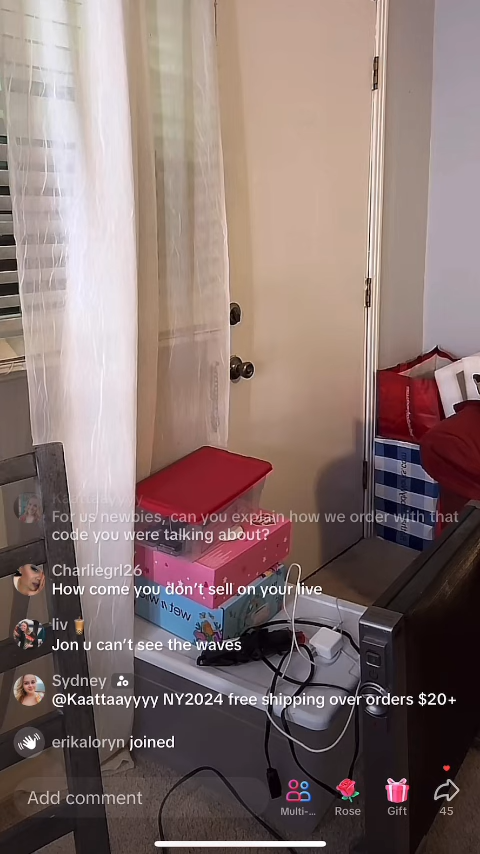 For us newbies, can you explain how we order with that
code you were talking about?
Charliegrl26
How come you don't sell on your live
liv
Jon u can't see the waves
Sydney
@Kaattaayyyy NY2024 free shipping over orders $20+
erikaloryn joined
Add comment
Multi-...
Rose
Gift
45
wet n w